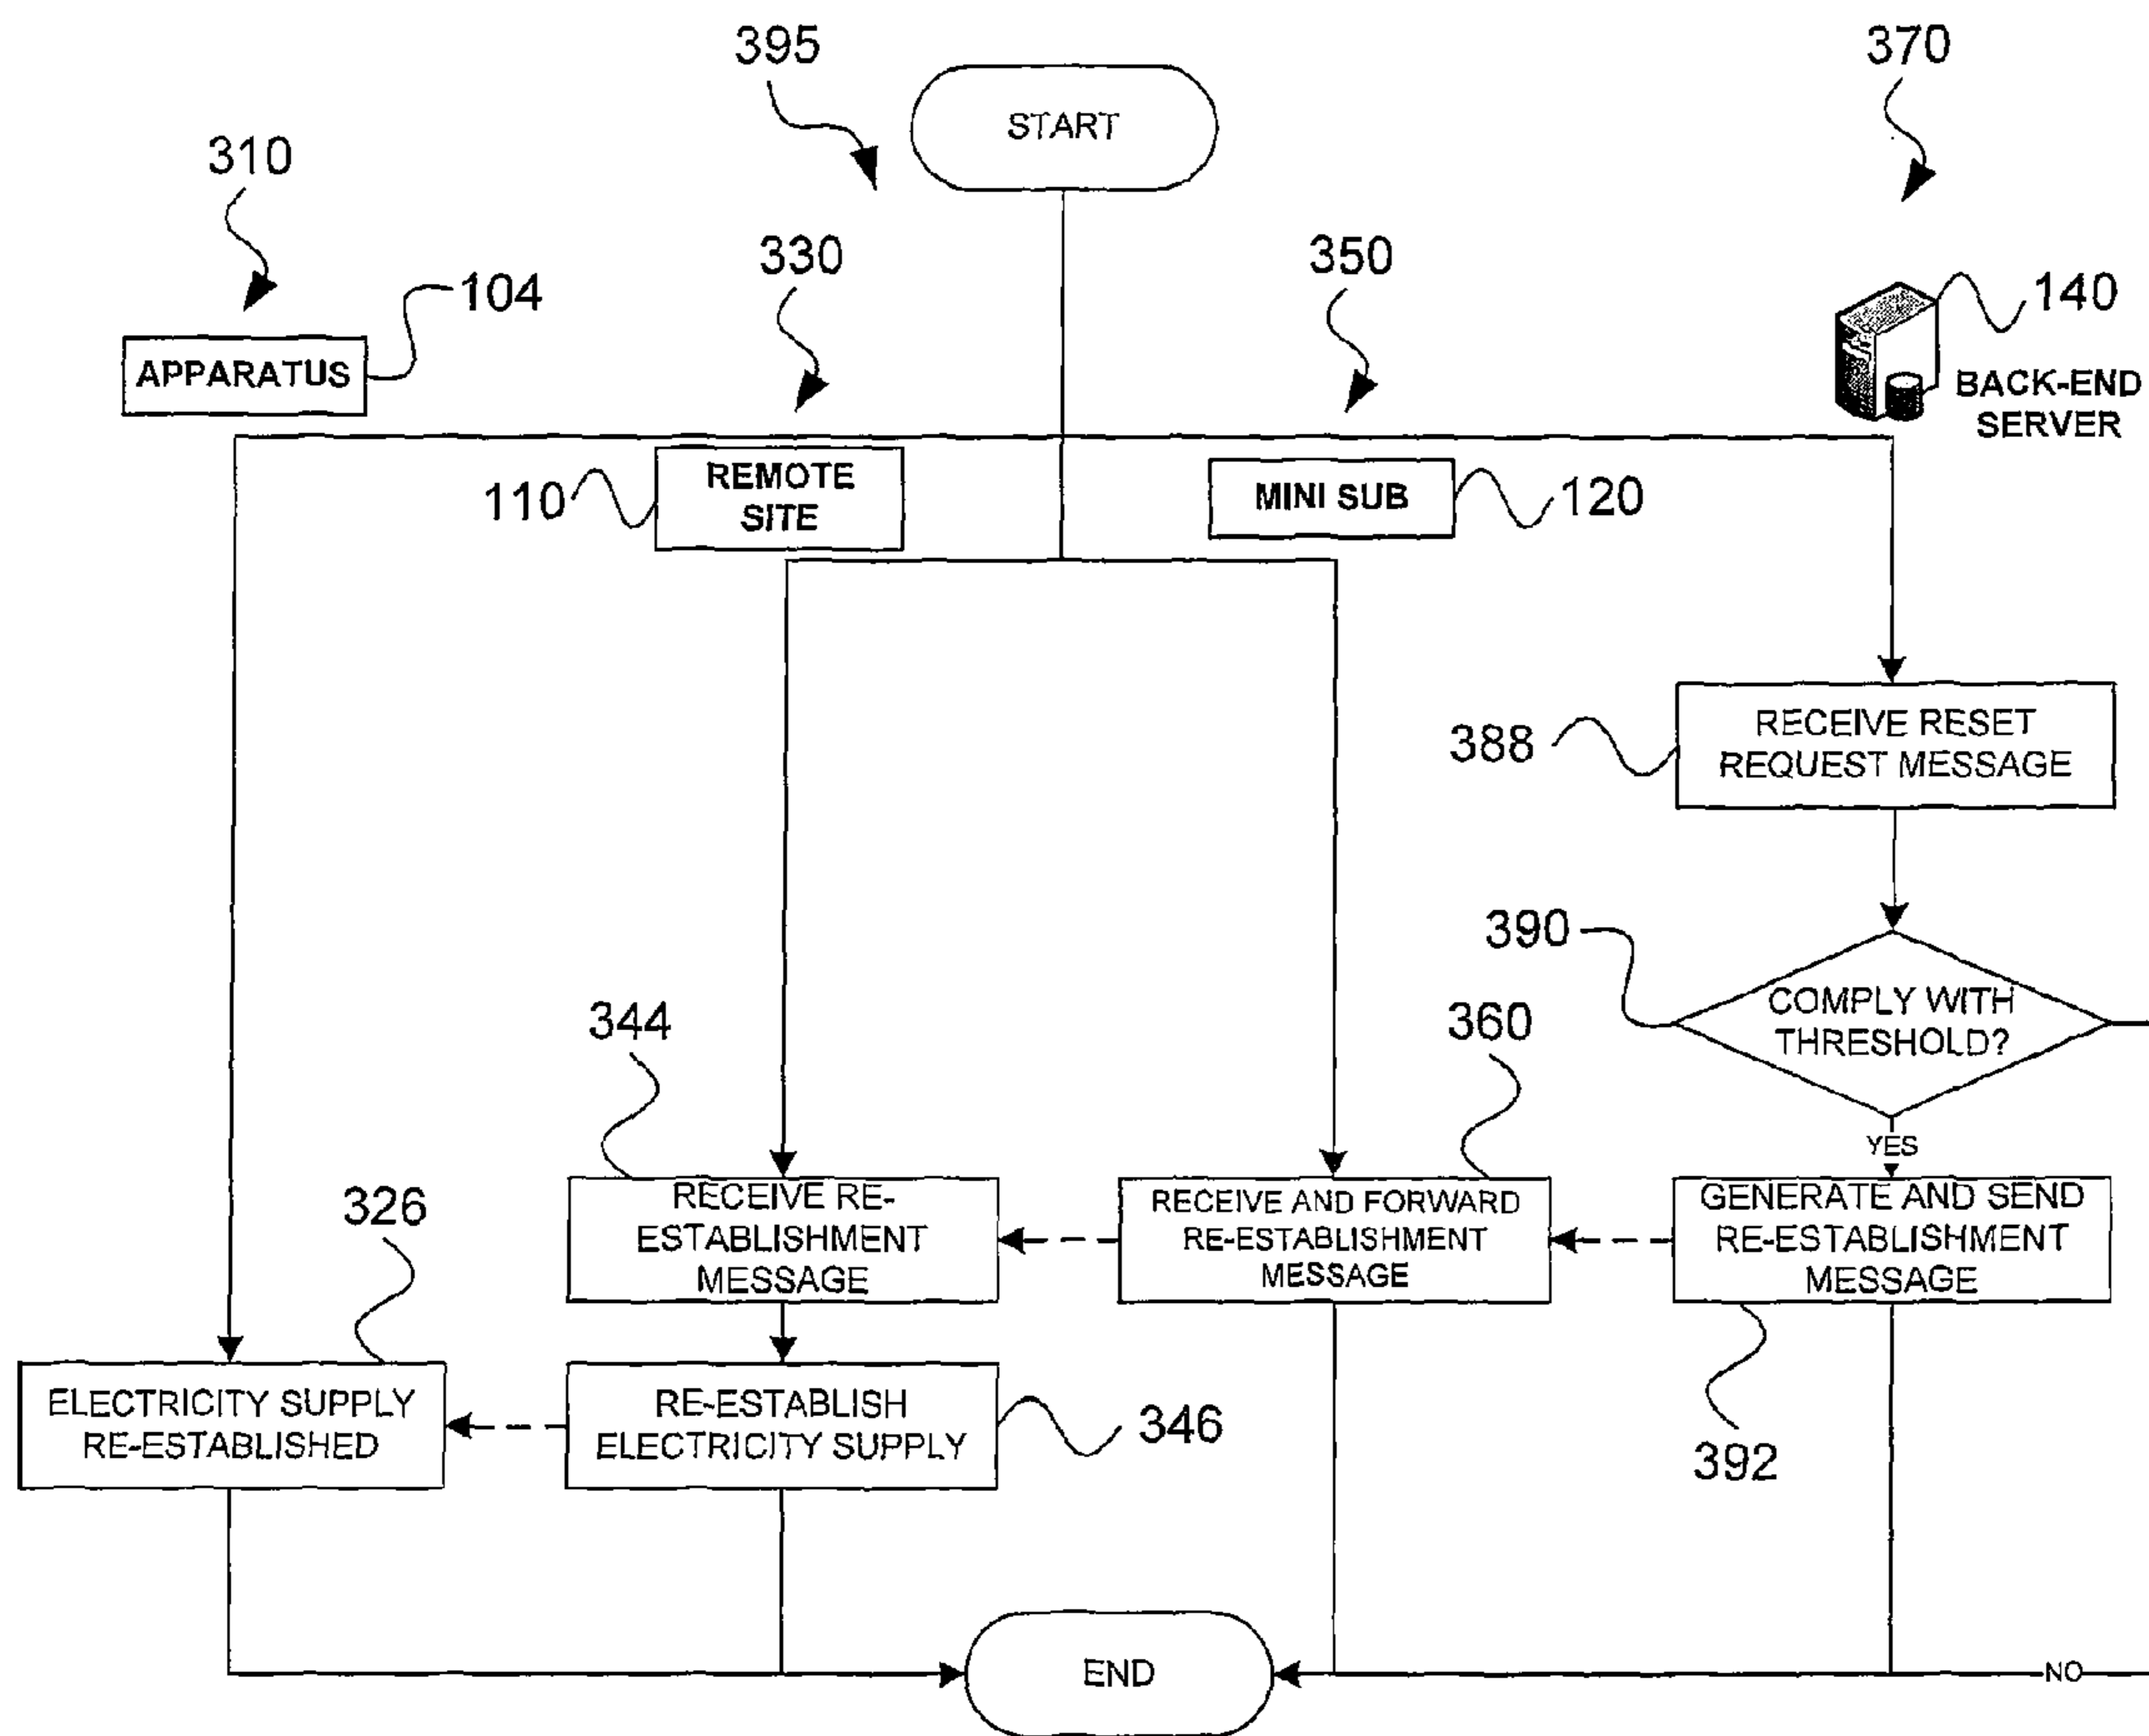 395
START
370
310
330
350
104
140
APPARATUS
BACK-END
SERVER
110
REMOTE
SITE
MINI SUB
120
388
RECEIVE RESET
REQUEST MESSAGE
390
COMPLY WITH
THRESHOLD?
YES
344
360
326
RECEIVE RE-
ESTABLISHMENT
MESSAGE
RECEIVE AND FORWARD
RE-ESTABLISHMENT
MESSAGE
GENERATE AND SEND
RE-ESTABLISHMENT
MESSAGE
ELECTRICITY SUPPLY
RE-ESTABLISHED
RE-ESTABLISH
ELECTRICITY SUPPLY
346
392
END
NO